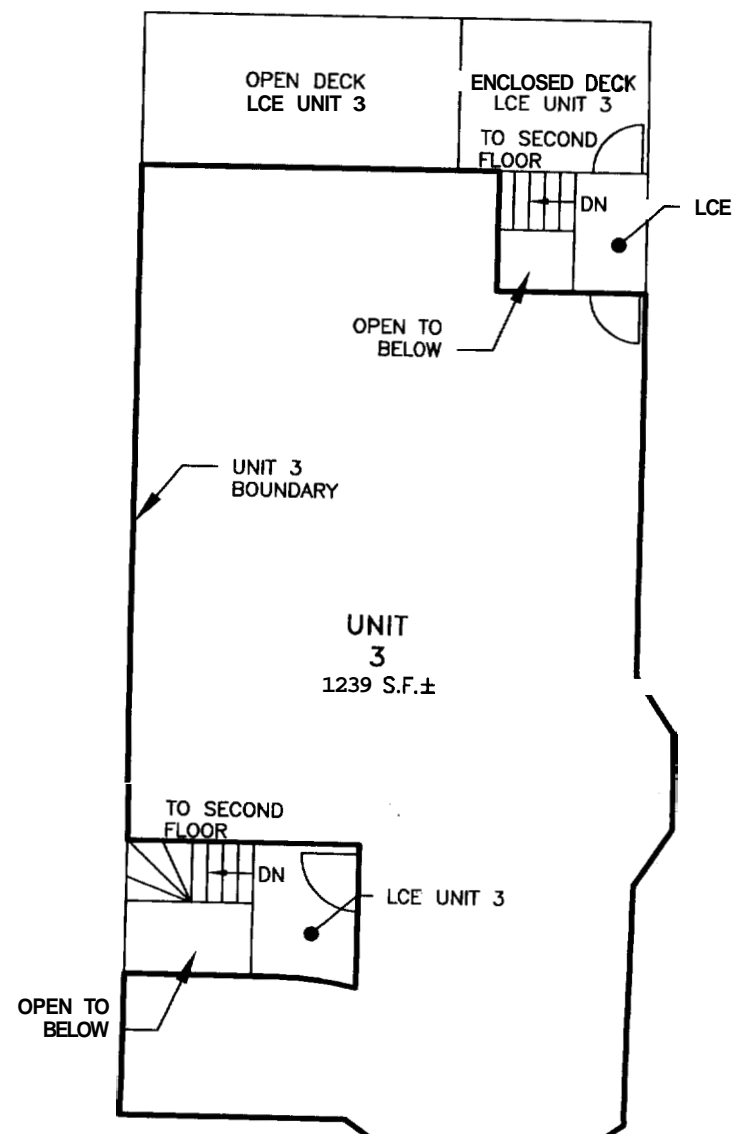 OPEN DECK
LCE UNIT 3
ENCLOSED DECK
LCE UNIT 3
TO SECOND
FLOOR
DN
LCE
OPEN TO
BELOW
UNIT 3
BOUNDARY
UNIT
3
1239 S.F.±
TO SECOND
FLOOR
DN
LCE UNIT 3
OPEN TO
BELOW